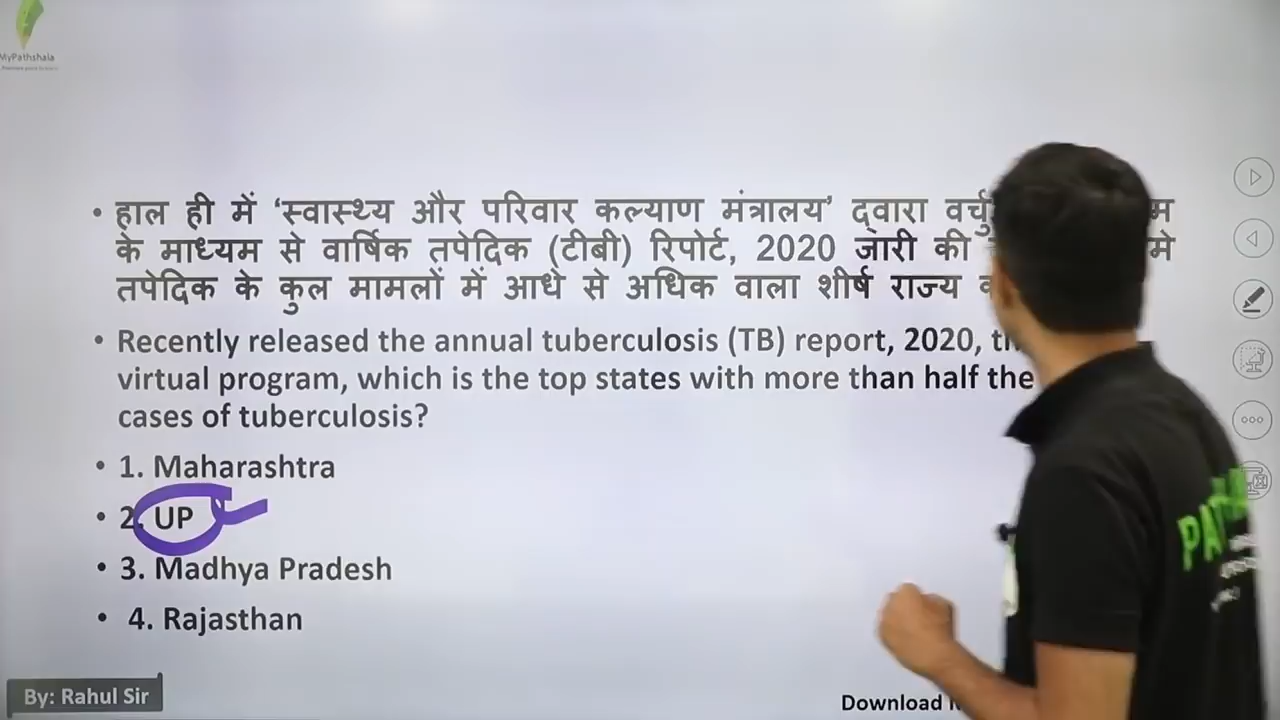 MyPathshala
• हाल ही में ‘स्वास्थ्य और परिवार कल्याण मंत्रालय’ द्वारा
के माध्यम से वार्षिक तपेदिक (टीबी) रिपोर्ट, 2020 जारी की
तपेदिक के कुल मामलों में आधे से अधिक वाला शीर्ष राज्य
• Recently released the annual tuberculosis (TB) report, 2020,
virtual program, which is the top states with more than half the
cases of tuberculosis?
• 1. Maharashtra
• 2. UP
• 3. Madhya Pradesh
• 4. Rajasthan
By: Rahul Sir
Download